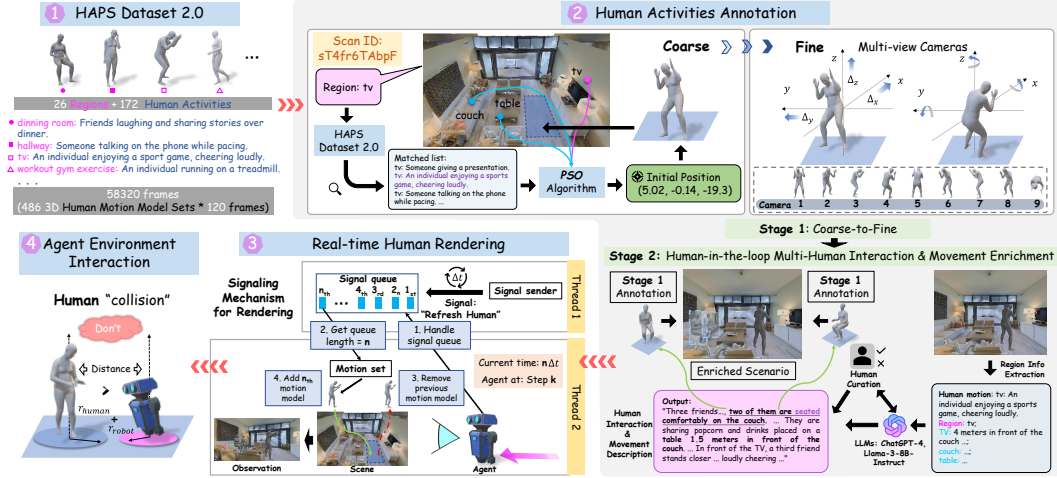 1 HAPS Dataset 2.0
...
26 Regions + 172 Human Activities
dinning room: Friends laughing and sharing stories over
dinner.
hallway: Someone talking on the phone while pacing.
tv: An individual enjoying a sport game, cheering loudly.
workout gym exercise: An individual running on a treadmill.
. . .
58320 frames
(486 3D Human Motion Model Sets * 120 frames)
2 Human Activities Annotation
Scan ID:
sT4fr6TAbpF
Region: tv
HAPS
Dataset 2.0
tv
table
couch
Matched list:
tv: Someone giving a presentation.
tv: An individual enjoying a sports
game, cheering loudly.
tv: Someone talking on the phone
while pacing. ...
PSO
Algorithm
Coarse
Initial Position
(5.02, -0.14, -19.3)
Fine
Multi-view Cameras
z
x
y
Δz
Δx
Δy
z
x
y
Camera 1 2 3 4 5 6 7 8 9
Stage 1: Coarse-to-Fine
Stage 2: Human-in-the-loop Multi-Human Interaction & Movement Enrichment
Stage 1
Annotation
Stage 1
Annotation
Enriched Scenario
Human
Curation
Region Info
Extraction
Human
Interaction
&
Movement
Description
Output:
"Three friends..., two of them are seated
comfortably on the couch. ... They are
sharing popcorn and drinks placed on a
table 1.5 meters in front of the
couch. ... In front of the TV, a third friend
stands closer ... loudly cheering ..."
LLMs: ChatGPT-4,
Llama-3-8B-
Instruct
Human motion: tv: An
individual enjoying a sports
game, cheering loudly.
Region: tv;
TV: 4 meters in front of the
couch ...;
couch: ...;
table: ...
3 Real-time Human Rendering
Signaling
Mechanism
for Rendering
Signal queue
nth ... 4th 3rd 2n 1st
Δt
Signal sender
Signal:
"Refresh Human"
Thread 1
2. Get queue
length = n
1. Handle
signal queue
Motion set
Current time: nΔt
Agent at: Step k
4. Add nth
motion
model
3. Remove
previous
motion model
Observation
Scene
Agent
Thread 2
4 Agent Environment
Interaction
Human "collision"
Don't
Distance
>
rhuman
+
rrobot